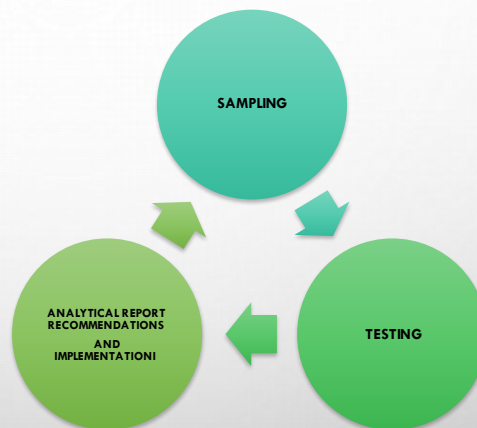 SAMPLING
TESTING
ANALYTICAL REPORT
RECOMMENDATIONS
AND
IMPLEMENTATIONI